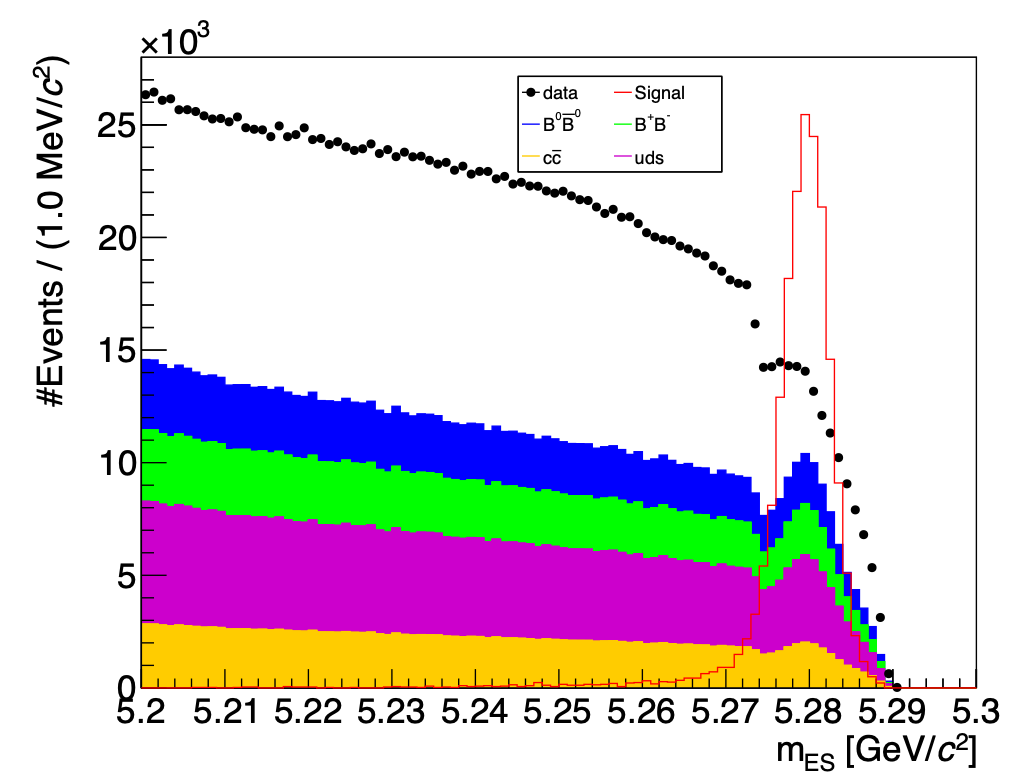 ×10³
#Events / (1.0 MeV/c²)
25
20
15
10
5
0
data
Signal
B⁰B̅⁰
B⁺B⁻
cc̅
uds
5.2 5.21 5.22 5.23 5.24 5.25 5.26 5.27 5.28 5.29 5.3
m_ES [GeV/c²]